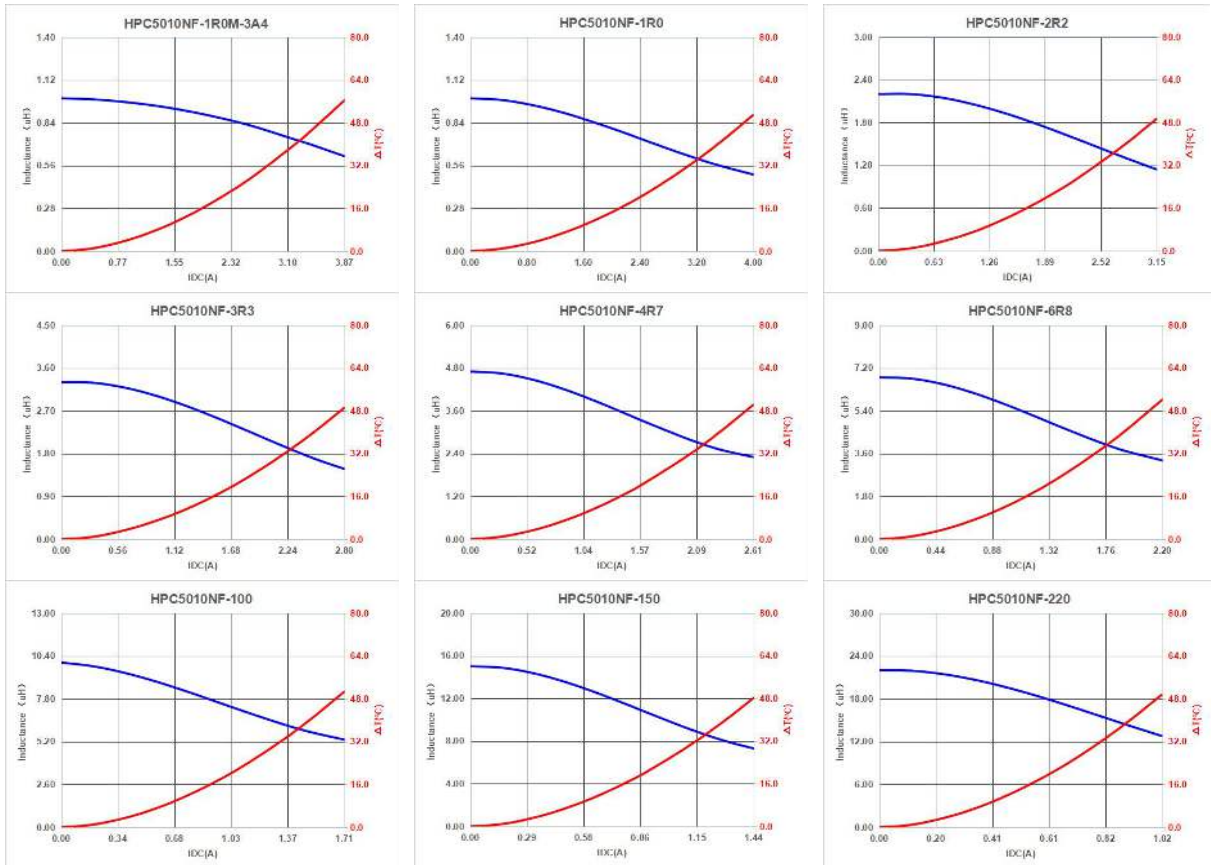 HPC5010NF-1R0M-3A4
1.40
1.12
0.84
0.56
0.28
0.00
Inductance (uH)
80.0
64.0
48.0
32.0
16.0
0.0
ΔT(℃)
0.00 0.77 1.55 2.32 3.10 3.87
IDC(A)
HPC5010NF-1R0
1.40
1.12
0.84
0.56
0.28
0.00
Inductance (uH)
80.0
64.0
48.0
32.0
16.0
0.0
ΔT(℃)
0.00 0.80 1.60 2.40 3.20 4.00
IDC(A)
HPC5010NF-2R2
3.00
2.40
1.80
1.20
0.60
0.00
Inductance (uH)
80.0
64.0
48.0
32.0
16.0
0.0
ΔT(℃)
0.00 0.63 1.26 1.89 2.52 3.15
IDC(A)
HPC5010NF-3R3
4.50
3.60
2.70
1.80
0.90
0.00
Inductance (uH)
80.0
64.0
48.0
32.0
16.0
0.0
ΔT(℃)
0.00 0.56 1.12 1.68 2.24 2.80
IDC(A)
HPC5010NF-4R7
6.00
4.80
3.60
2.40
1.20
0.00
Inductance (uH)
80.0
64.0
48.0
32.0
16.0
0.0
ΔT(℃)
0.00 0.52 1.04 1.57 2.09 2.61
IDC(A)
HPC5010NF-6R8
9.00
7.20
5.40
3.60
1.80
0.00
Inductance (uH)
80.0
64.0
48.0
32.0
16.0
0.0
ΔT(℃)
0.00 0.44 0.88 1.32 1.76 2.20
IDC(A)
HPC5010NF-100
13.00
10.40
7.80
5.20
2.60
0.00
Inductance (uH)
80.0
64.0
48.0
32.0
16.0
0.0
ΔT(℃)
0.00 0.34 0.68 1.03 1.37 1.71
IDC(A)
HPC5010NF-150
20.00
16.00
12.00
8.00
4.00
0.00
Inductance (uH)
80.0
64.0
48.0
32.0
16.0
0.0
ΔT(℃)
0.00 0.29 0.58 0.86 1.15 1.44
IDC(A)
HPC5010NF-220
30.00
24.00
18.00
12.00
6.00
0.00
Inductance (uH)
80.0
64.0
48.0
32.0
16.0
0.0
ΔT(℃)
0.00 0.20 0.41 0.61 0.82 1.02
IDC(A)